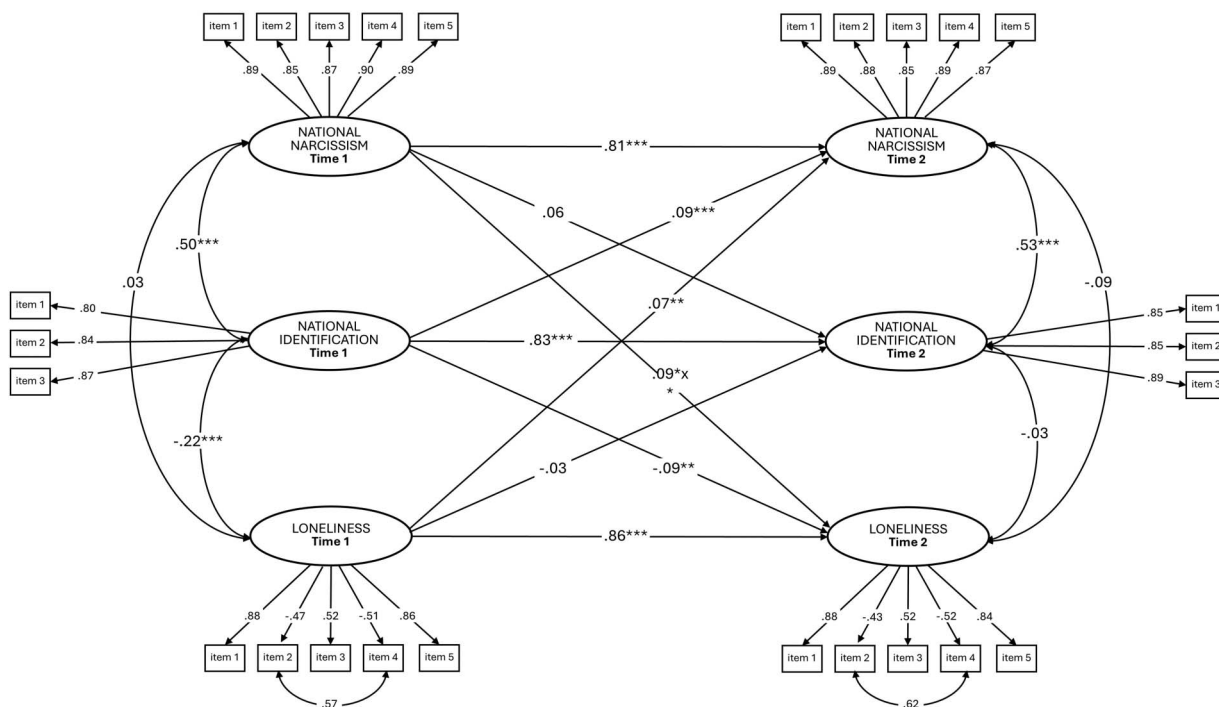 item 1 item 2 item 3 item 4 item 5
item 1 item 2 item 3 item 4 item 5
.89 .85 .87 .90 .89
.89 .88 .85 .89 .87
NATIONAL
NARCISSISM
Time 1
.81***
NATIONAL
NARCISSISM
Time 2
.06
.09***
.50***
.53***
.03
-.09
.07**
item 1
.80
item 2
.84
item 3
.87
NATIONAL
IDENTIFICATION
Time 1
.83***
NATIONAL
IDENTIFICATION
Time 2
.85
item 1
.85
item 2
.89
item 3
.09*x
*
-.22***
-.03
-.03
-.09**
LONELINESS
Time 1
.86***
LONELINESS
Time 2
.88 -.47 .52 -.51 .86
.88 -.43 .52 -.52 .84
item 1 item 2 item 3 item 4 item 5
item 1 item 2 item 3 item 4 item 5
.57
.62